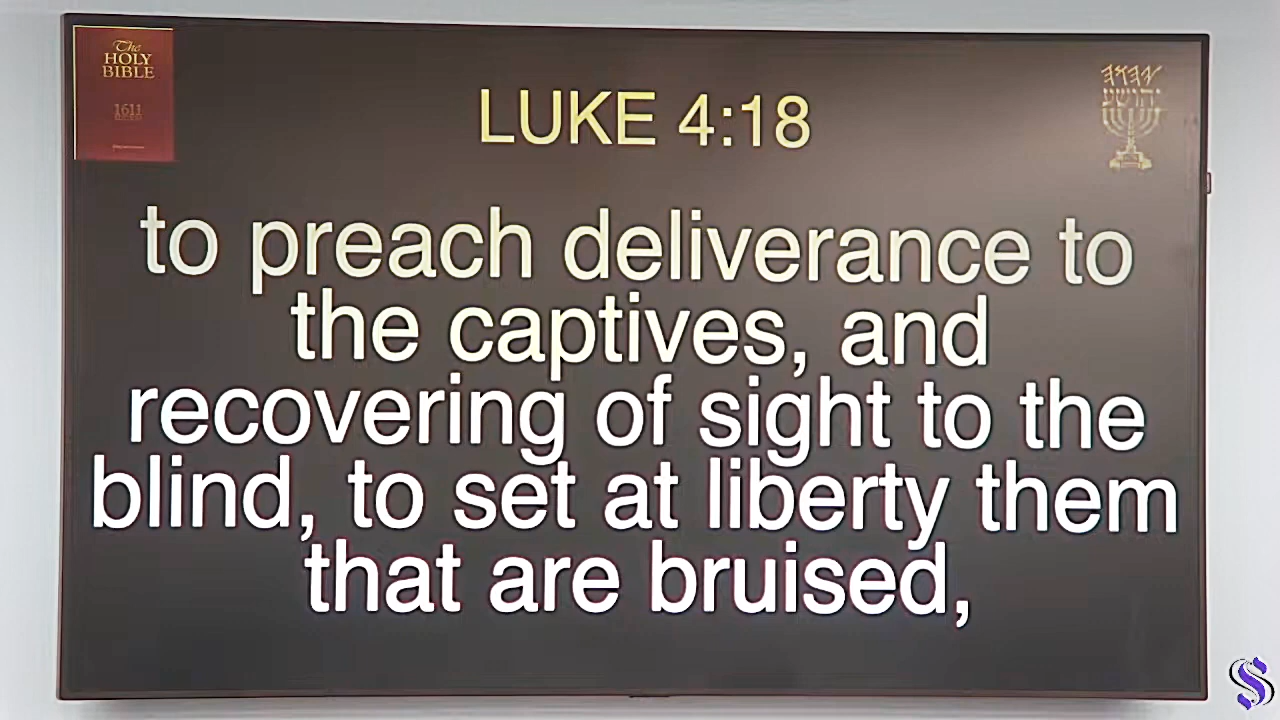 The
HOLY
BIBLE
1611
LUKE 4:18
יהושע
to preach deliverance to
the captives, and
recovering of sight to the
blind, to set at liberty them
that are bruised,
S